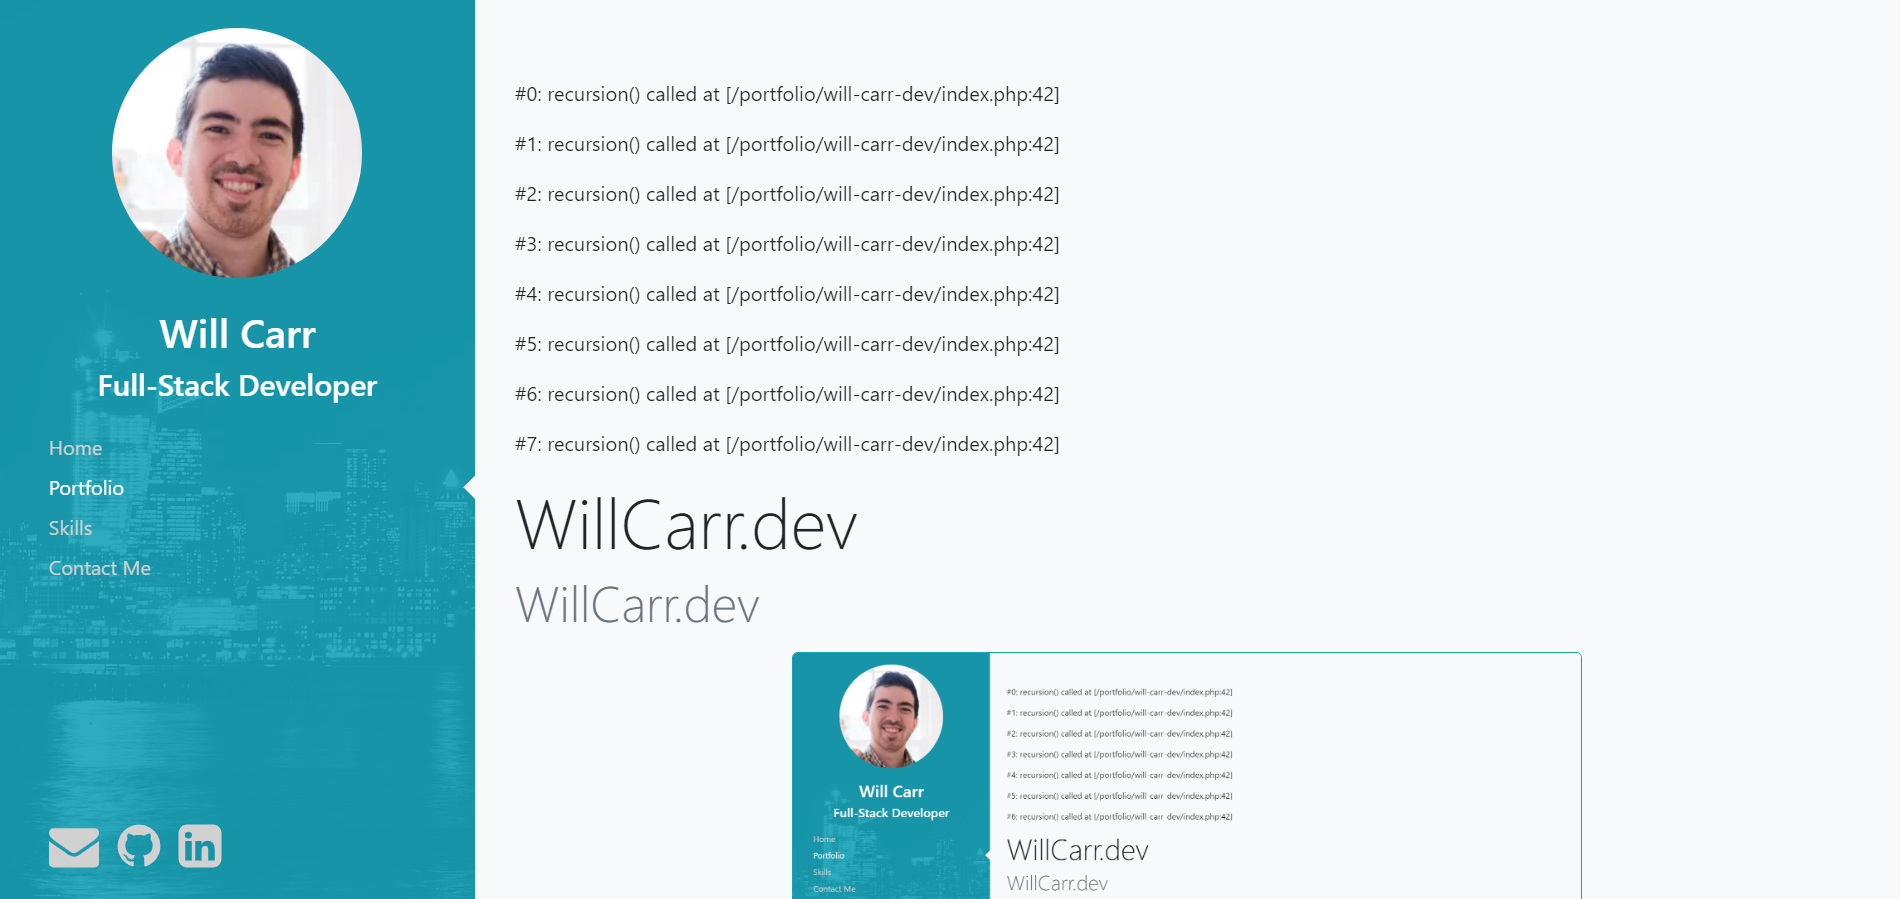 Will Carr
Full-Stack Developer
Home
Portfolio
Skills
Contact Me
#0: recursion() called at [/portfolio/will-carr-dev/index.php:42]
#1: recursion() called at [/portfolio/will-carr-dev/index.php:42]
#2: recursion() called at [/portfolio/will-carr-dev/index.php:42]
#3: recursion() called at [/portfolio/will-carr-dev/index.php:42]
#4: recursion() called at [/portfolio/will-carr-dev/index.php:42]
#5: recursion() called at [/portfolio/will-carr-dev/index.php:42]
#6: recursion() called at [/portfolio/will-carr-dev/index.php:42]
#7: recursion() called at [/portfolio/will-carr-dev/index.php:42]
WillCarr.dev
WillCarr.dev
Will Carr
Full-Stack Developer
Home
Portfolio
Skills
Contact Me
#0: recursion() called at [/portfolio/will-carr-dev/index.php:42]
#1: recursion() called at [/portfolio/will-carr-dev/index.php:42]
#2: recursion() called at [/portfolio/will-carr-dev/index.php:42]
#3: recursion() called at [/portfolio/will-carr-dev/index.php:42]
#4: recursion() called at [/portfolio/will-carr-dev/index.php:42]
#5: recursion() called at [/portfolio/will-carr-dev/index.php:42]
#6: recursion() called at [/portfolio/will-carr-dev/index.php:42]
WillCarr.dev
WillCarr.dev